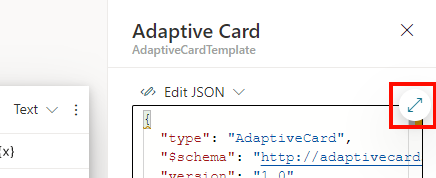 Adaptive Card
AdaptiveCardTemplate
Edit JSON
Text
{x}
{
"type": "AdaptiveCard",
"$schema": "http://adaptivecard
"version": "1.0"